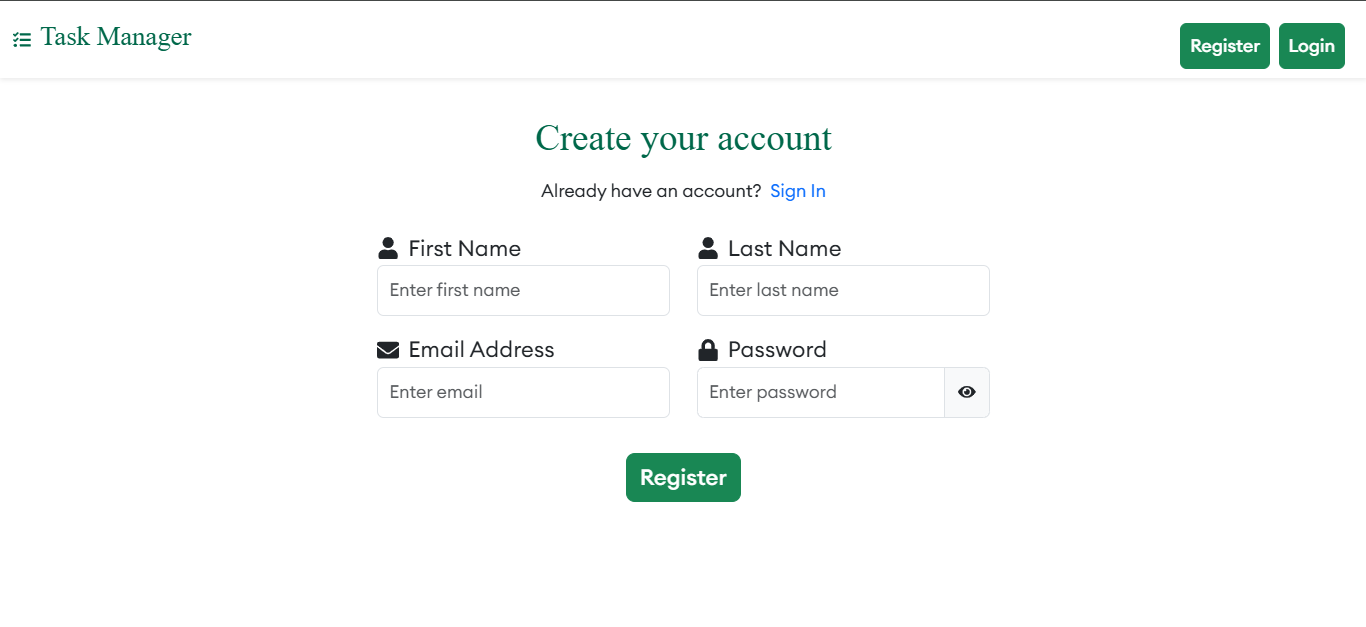 Task Manager
Register Login
Create your account
Already have an account? Sign In
First Name Last Name
Enter first name Enter last name
Email Address Password
Enter email Enter password
Register